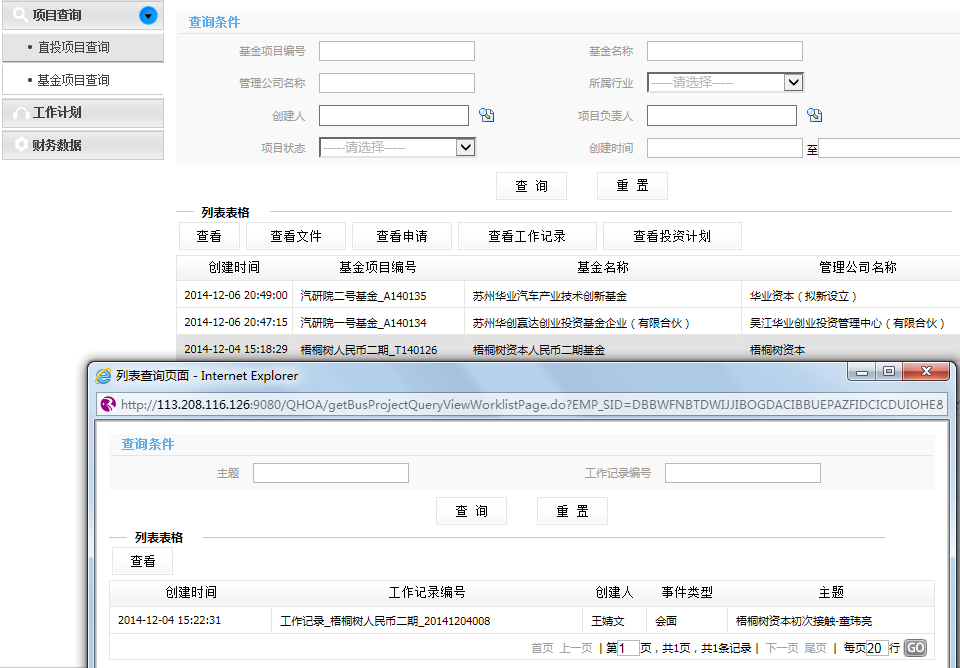 项目查询
• 直投项目查询
• 基金项目查询
工作计划
财务数据
查询条件
基金项目编号 基金名称
管理公司名称 所属行业 -----请选择-----
创建人 项目负责人
项目状态 -----请选择----- 创建时间 至
查 询 重 置
列表表格
查看 查看文件 查看申请 查看工作记录 查看投资计划
创建时间 基金项目编号 基金名称 管理公司名称
2014-12-06 20:49:00 汽研院二号基金_A140135 苏州华业汽车产业技术创新基金 华业资本（拟新设立）
2014-12-06 20:47:15 汽研院一号基金_A140134 苏州华创赢达创业投资基金企业（有限合伙） 吴江华业创业投资管理中心（有限合伙）
2014-12-04 15:18:29 梧桐树人民币二期_T140126 梧桐树资本人民币二期基金 梧桐树资本
列表查询页面 - Internet Explorer
http://113.208.116.126:9080/QHOA/getBusProjectQueryViewWorklistPage.do?EMP_SID=DBBWFNBTDWIJJIBOGDACIBBUEPAZFIDCICDUIOHE&
查询条件
主题 工作记录编号
查 询 重 置
列表表格
查看
创建时间 工作记录编号 创建人 事件类型 主题
2014-12-04 15:22:31 工作记录_梧桐树人民币二期_20141204008 王婧文 会面 梧桐树资本初次接触-童玮亮
首页 上一页 | 第1页，共1页，共1条记录 | 下一页 尾页 | 每页20行 GO